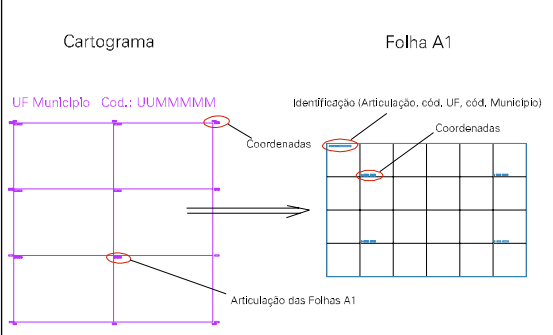 Cartograma
Folha A1
UF Município Cod.: UUMMMMM
Identificação (Articulação, cód. UF, cód. Município)
Coordenadas
Coordenadas
Articulação das Folhas A1